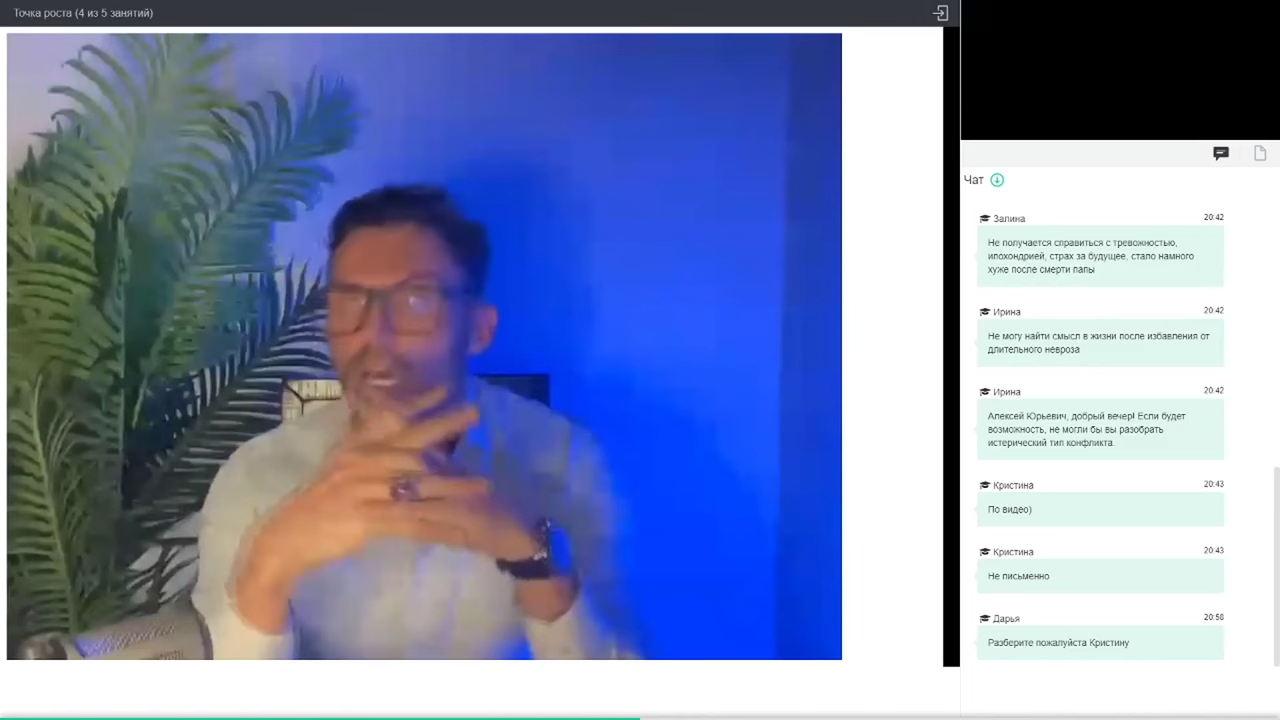 Точка роста (4 из 5 занятий)
Чат
Залина 20:42
Не получается справиться с тревожностью,
ипохондрией, страх за будущее, стало намного
хуже после смерти папы
Ирина 20:42
Не могу найти смысл в жизни после избавления от
длительного невроза
Ирина 20:42
Алексей Юрьевич, добрый вечер! Если будет
возможность, не могли бы вы разобрать
истерический тип конфликта.
Кристина 20:43
По видео)
Кристина 20:43
Не письменно
Дарья 20:58
Разберите пожалуйста Кристину